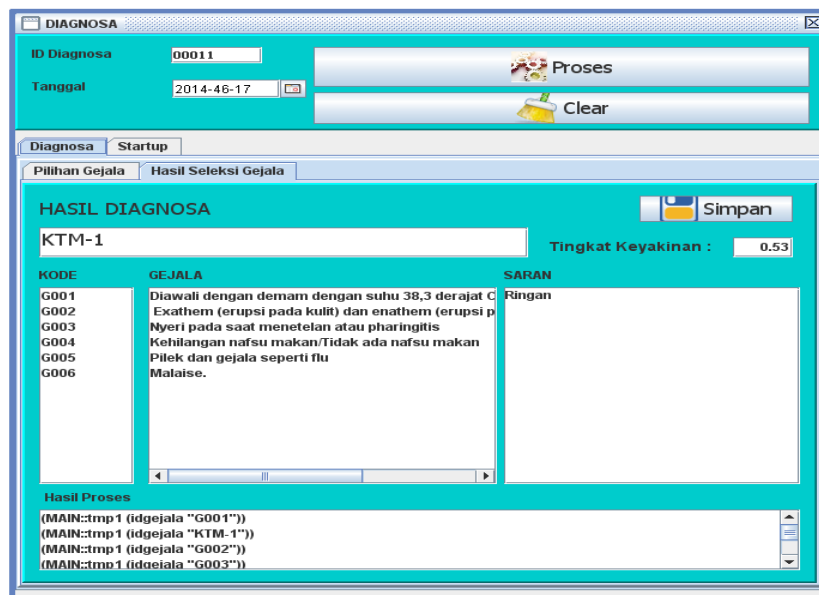 DIAGNOSA
ID Diagnosa 00011
Proses
Tanggal 2014-46-17
Clear
Diagnosa Startup
Pilihan Gejala Hasil Seleksi Gejala
HASIL DIAGNOSA
Simpan
KTM-1
Tingkat Keyakinan : 0.53
KODE GEJALA SARAN
G001 Diawali dengan demam dengan suhu 38,3 derajat C Ringan
G002 Exathem (erupsi pada kulit) dan enathem (erupsi p
G003 Nyeri pada saat menetelan atau pharingitis
G004 Kehilangan nafsu makan/Tidak ada nafsu makan
G005 Pilek dan gejala seperti flu
G006 Malaise.
Hasil Proses
(MAIN::tmp1 (idgejala "G001"))
(MAIN::tmp1 (idgejala "KTM-1"))
(MAIN::tmp1 (idgejala "G002"))
(MAIN::tmp1 (idgejala "G003"))